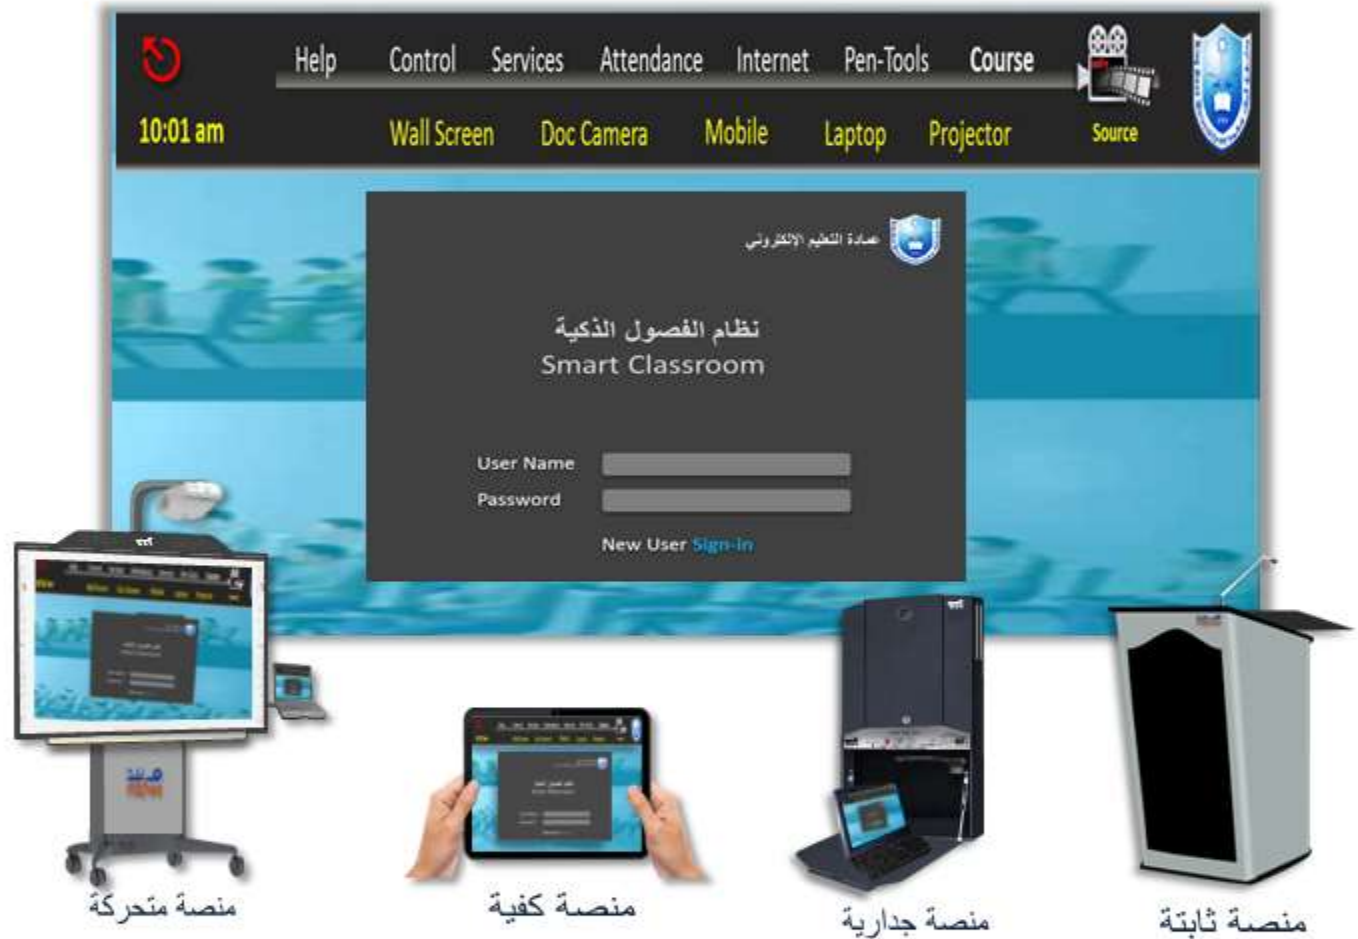 Help Control Services Attendance Internet Pen-Tools Course
10:01 am Wall Screen Doc Camera Mobile Laptop Projector Source
عمادة التعليم الالكتروني
نظام الفصول الذكية
Smart Classroom
User Name
Password
New User Sign-in
منصة متحركة
منصة كفية
منصة جدارية
منصة ثابتة